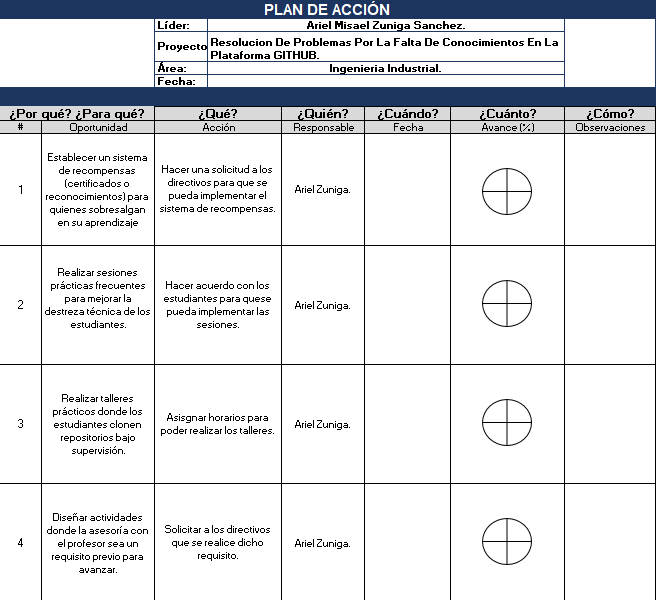 PLAN DE ACCIÓN
Líder: Ariel Misael Zuniga Sanchez.
Proyecto Resolucion De Problemas Por La Falta De Conocimientos En La
Plataforma GITHUB.
Área: Ingenieria Industrial.
Fecha:
¿Por qué? ¿Para qué? ¿Qué? ¿Quién? ¿Cuándo? ¿Cuánto? ¿Cómo?
# Oportunidad Acción Responsable Fecha Avance (%) Observaciones
1
Establecer un sistema
de recompensas
(certificados o
reconocimientos) para
quienes sobresalgan
en su aprendizaje
Hacer una solicitud a los
directivos para que se
pueda implementar el
sistema de recompensas.
Ariel Zuniga.
2
Realizar sesiones
prácticas frecuentes
para mejorar la
destreza técnica de los
estudiantes.
Hacer acuerdo con los
estudiantes para quese
pueda implementar las
sesiones.
Ariel Zuniga.
3
Realizar talleres
prácticos donde los
estudiantes clonen
repositorios bajo
supervisión.
Asisgnar horarios para
poder realizar los talleres.
Ariel Zuniga.
4
Diseñar actividades
donde la asesoría con
el profesor sea un
requisito previo para
avanzar.
Solicitar a los directivos
que se realice dicho
requisito.
Ariel Zuniga.